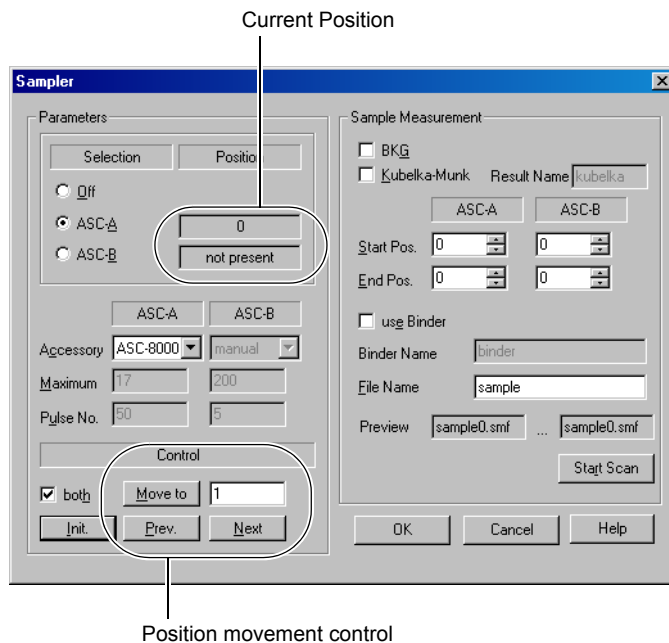 Current Position
Sampler
Parameters
Selection Position
Off
ASC-A 0
ASC-B not present
ASC-A ASC-B
Accessory ASC-8000 manual
Maximum 17 200
Pulse No. 50 5
Control
both Move to 1
Init. Prev. Next
Sample Measurement
BKG
Kubelka-Munk Result Name kubelka
ASC-A ASC-B
Start Pos. 0 0
End Pos. 0 0
use Binder
Binder Name binder
File Name sample
Preview sample0.smf ... sample0.smf
Start Scan
OK Cancel Help
Position movement control